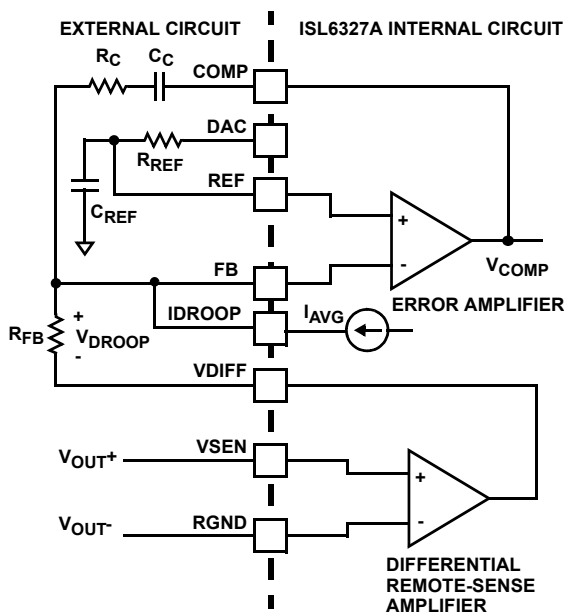 EXTERNAL CIRCUIT
ISL6327A INTERNAL CIRCUIT
RC
CC
COMP
DAC
RREF
REF
CREF
+
-
FB
VCOMP
ERROR AMPLIFIER
IDROOP
IAVG
RFB
+
VDROOP
-
VDIFF
VOUT+
VSEN
+
-
VOUT-
RGND
DIFFERENTIAL
REMOTE-SENSE
AMPLIFIER